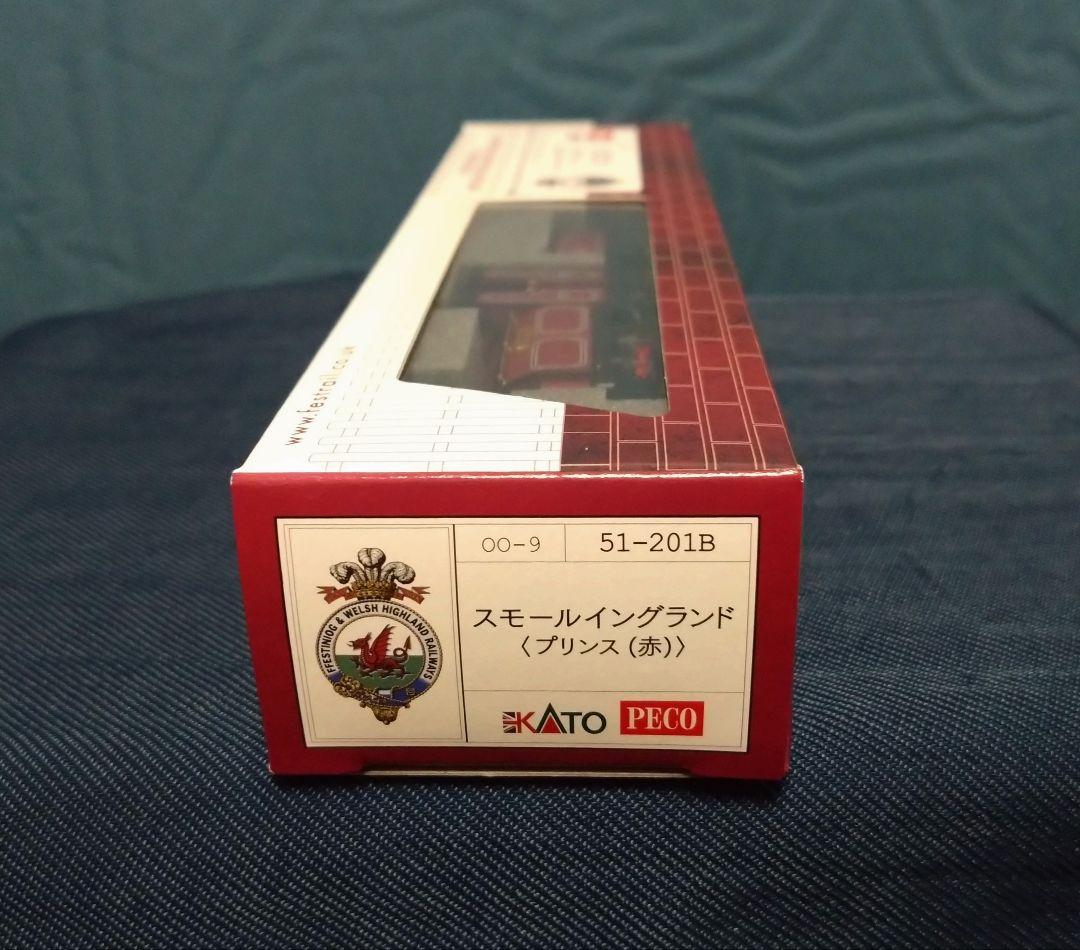 www.festrail.co.uk
OO-9
51-201B
スモールイングランド
〈プリンス(赤)〉
FFESTINIOG & WELSH HIGHLAND RAILWAYS
KATO
PECO